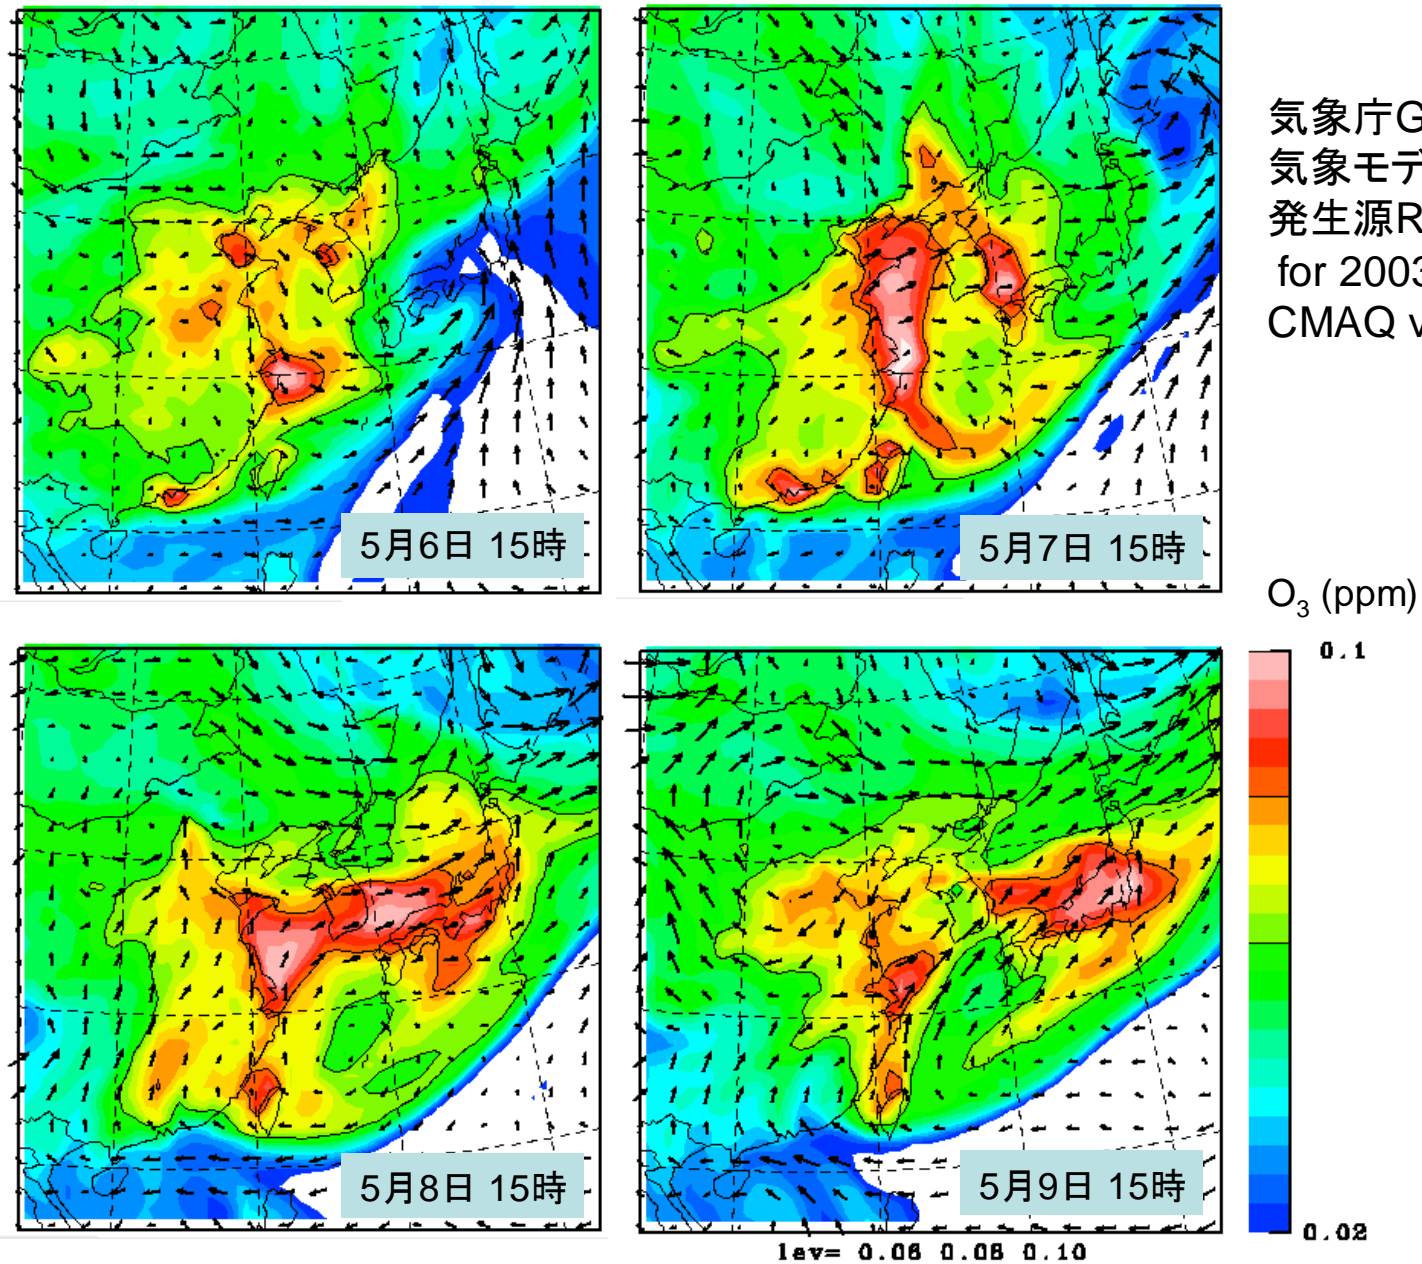 気象庁G
気象モデ
発生源R
for 2003
CMAQ v
5月6日 15時
5月7日 15時
O₃ (ppm)
0.1
5月8日 15時
5月9日 15時
0.02
lev= 0.06 0.08 0.10